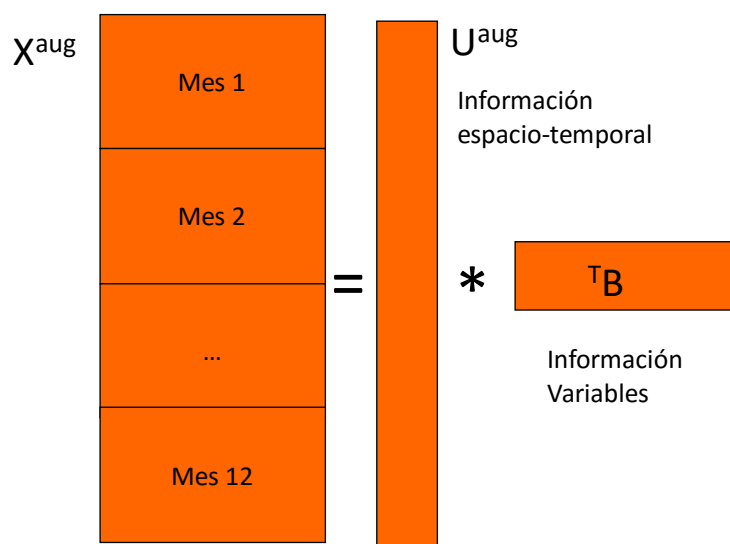 X^aug
Mes 1
Mes 2
...
Mes 12
=
U^aug
Información
espacio-temporal
*
^TB
Información
Variables